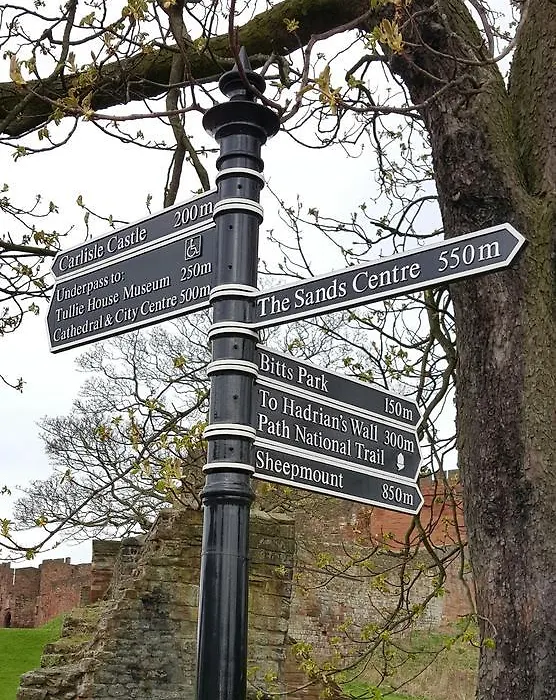 Carlisle Castle 200m
Underpass to:
Tullie House Museum 250m
Cathedral & City Centre 500m
The Sands Centre 550m
Bitts Park 150m
To Hadrian's Wall 300m
Path National Trail
Sheepmount 850m